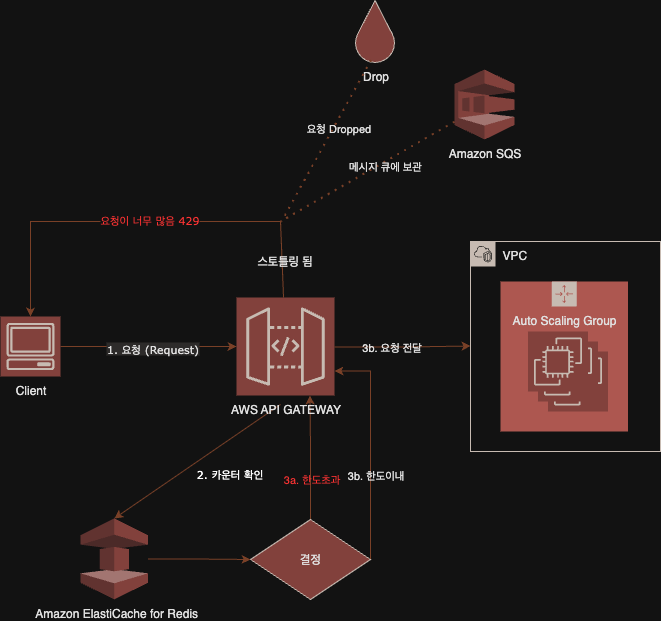 Drop
요청 Dropped
Amazon SQS
메시지 큐에 보관
요청이 너무 많음 429
스토틀링 됨
VPC
Auto Scaling Group
1. 요청 (Request)
3b. 요청 전달
Client
AWS API GATEWAY
2. 카운터 확인
3a. 한도초과
3b. 한도이내
결정
Amazon ElastiCache for Redis